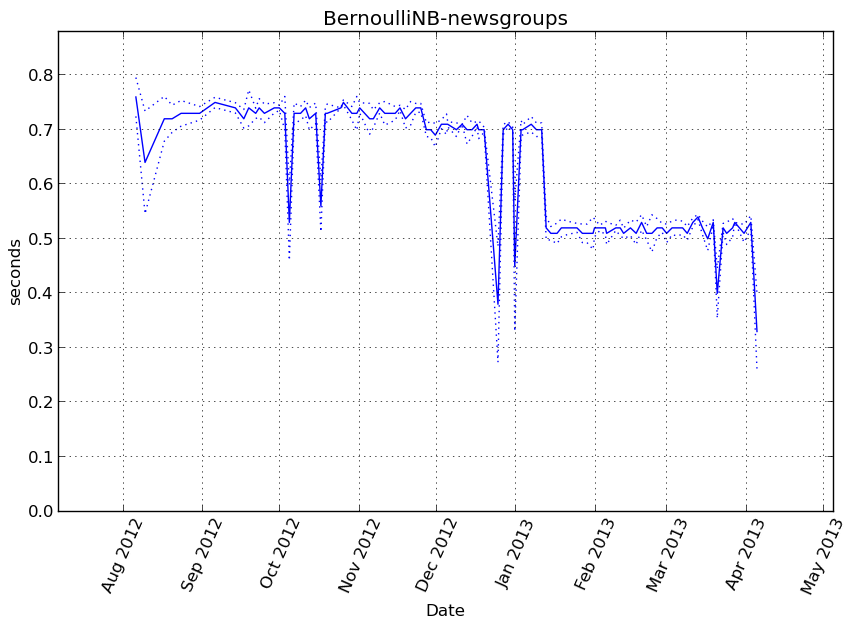 BernoulliNB-newsgroups
seconds
0.8
0.7
0.6
0.5
0.4
0.3
0.2
0.1
0.0
Aug 2012
Sep 2012
Oct 2012
Nov 2012
Dec 2012
Jan 2013
Feb 2013
Mar 2013
Apr 2013
May 2013
Date